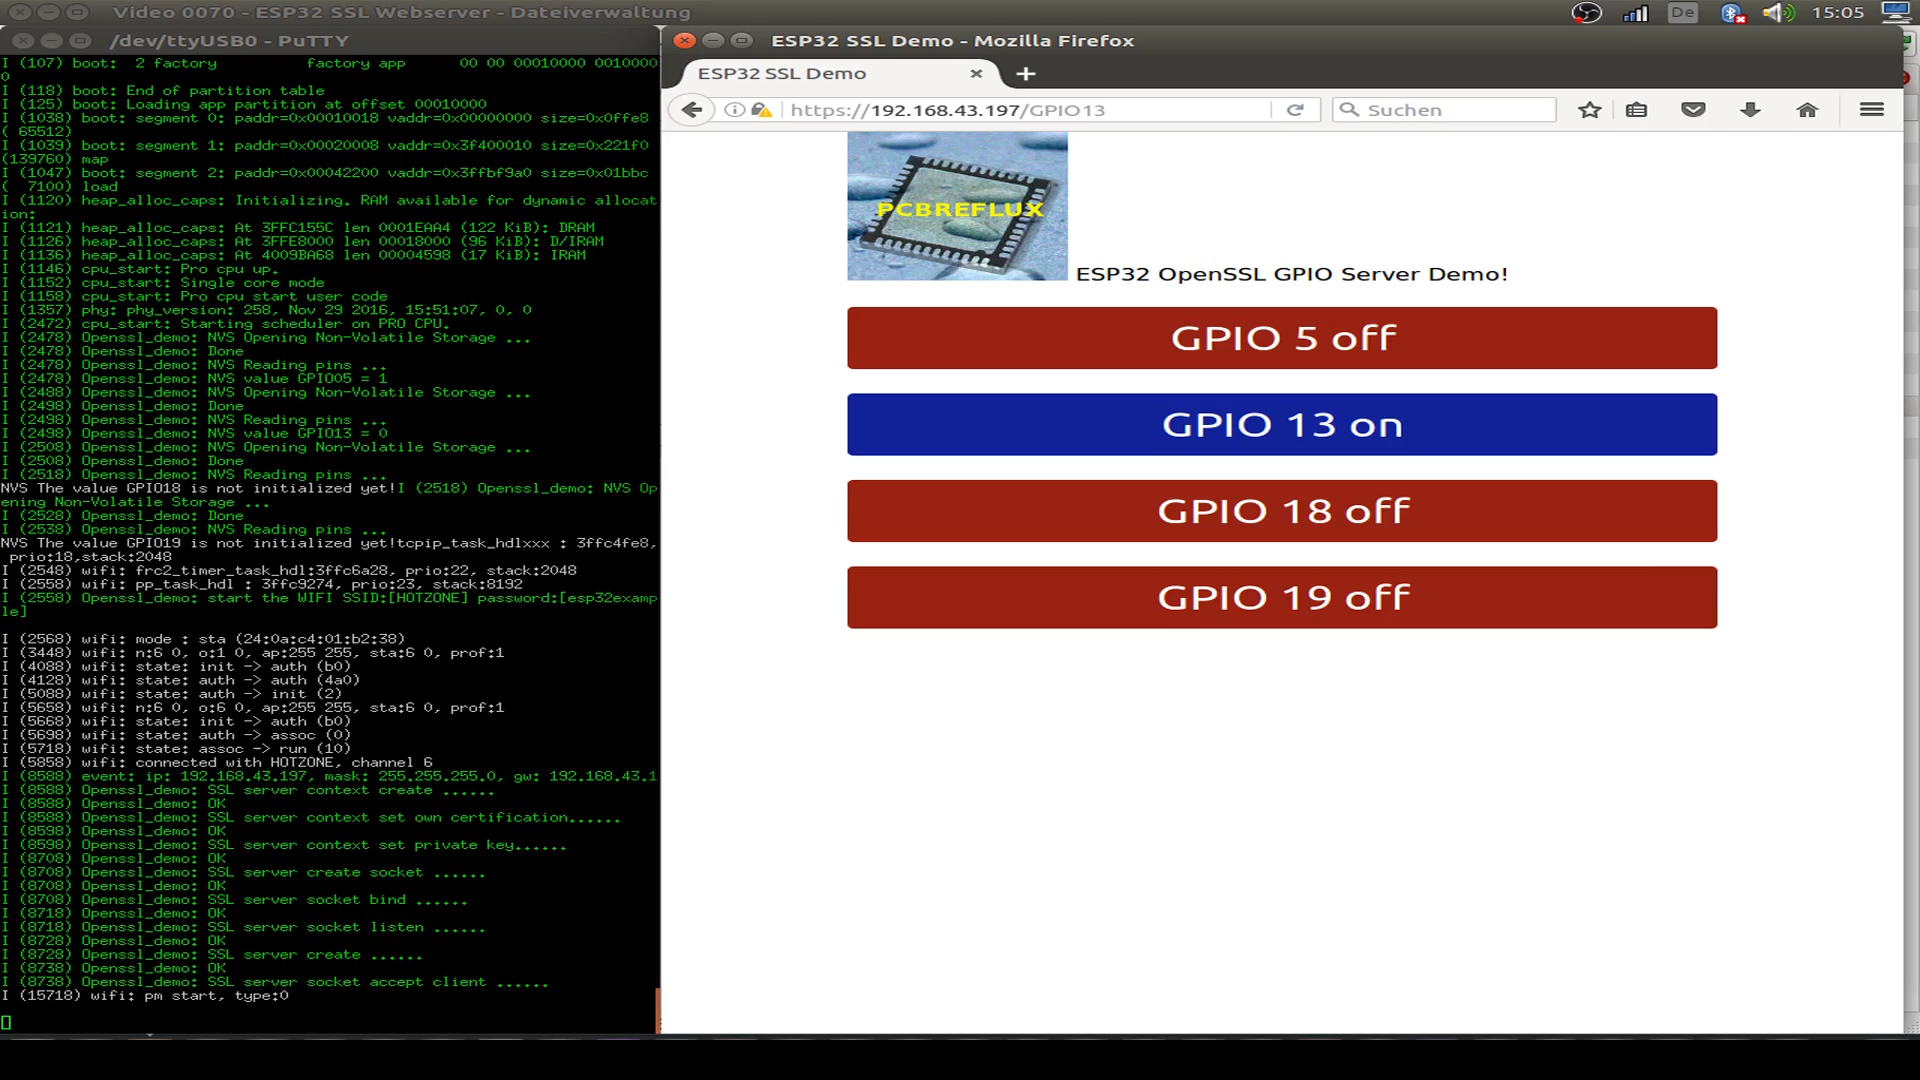 Video 0070 - ESP32 SSL Webserver - Dateiverwaltung
De
15:05
/dev/ttyUSB0 - PuTTY
I (107) boot:  2 factory          factory app      00 00 00010000 0010000
0
I (118) boot: End of partition table
I (125) boot: Loading app partition at offset 00010000
I (1038) boot: segment 0: paddr=0x00010018 vaddr=0x00000000 size=0x0ffe8
( 65512)
I (1039) boot: segment 1: paddr=0x00020008 vaddr=0x3f400010 size=0x221f0
(139760) map
I (1047) boot: segment 2: paddr=0x00042200 vaddr=0x3ffbf9a0 size=0x01bbc
(  7100) load
I (1120) heap_alloc_caps: Initializing. RAM available for dynamic allocat
ion:
I (1121) heap_alloc_caps: At 3FFC155C len 0001EAA4 (122 KiB): DRAM
I (1126) heap_alloc_caps: At 3FFE8000 len 00018000 (96 KiB): D/IRAM
I (1136) heap_alloc_caps: At 4009BA68 len 00004598 (17 KiB): IRAM
I (1146) cpu_start: Pro cpu up.
I (1152) cpu_start: Single core mode
I (1158) cpu_start: Pro cpu start user code
I (1357) phy: phy_version: 258, Nov 29 2016, 15:51:07, 0, 0
I (2472) cpu_start: Starting scheduler on PRO CPU.
I (2478) Openssl_demo: NVS Opening Non-Volatile Storage ...
I (2478) Openssl_demo: Done
I (2478) Openssl_demo: NVS Reading pins ...
I (2478) Openssl_demo: NVS value GPIO05 = 1
I (2488) Openssl_demo: NVS Opening Non-Volatile Storage ...
I (2498) Openssl_demo: Done
I (2498) Openssl_demo: NVS Reading pins ...
I (2498) Openssl_demo: NVS value GPIO13 = 0
I (2508) Openssl_demo: NVS Opening Non-Volatile Storage ...
I (2508) Openssl_demo: Done
I (2518) Openssl_demo: NVS Reading pins ...
NVS The value GPIO18 is not initialized yet!I (2518) Openssl_demo: NVS Op
ening Non-Volatile Storage ...
I (2528) Openssl_demo: Done
I (2538) Openssl_demo: NVS Reading pins ...
NVS The value GPIO19 is not initialized yet!tcpip_task_hdlxxx : 3ffc4fe8,
 prio:18,stack:2048
I (2548) wifi: frc2_timer_task_hdl:3ffc6a28, prio:22, stack:2048
I (2558) wifi: pp_task_hdl : 3ffc9274, prio:23, stack:8192
I (2558) Openssl_demo: start the WIFI SSID:[HOTZONE] password:[esp32examp
le]
I (2568) wifi: mode : sta (24:0a:c4:01:b2:38)
I (3448) wifi: n:6 0, o:1 0, ap:255 255, sta:6 0, prof:1
I (4088) wifi: state: init -> auth (b0)
I (4128) wifi: state: auth -> auth (4a0)
I (5088) wifi: state: auth -> init (2)
I (5658) wifi: n:6 0, o:6 0, ap:255 255, sta:6 0, prof:1
I (5668) wifi: state: init -> auth (b0)
I (5698) wifi: state: auth -> assoc (0)
I (5718) wifi: state: assoc -> run (10)
I (5858) wifi: connected with HOTZONE, channel 6
I (8588) event: ip: 192.168.43.197, mask: 255.255.255.0, gw: 192.168.43.1
I (8588) Openssl_demo: SSL server context create ......
I (8588) Openssl_demo: OK
I (8588) Openssl_demo: SSL server context set own certification......
I (8598) Openssl_demo: OK
I (8598) Openssl_demo: SSL server context set private key......
I (8708) Openssl_demo: OK
I (8708) Openssl_demo: SSL server create socket ......
I (8708) Openssl_demo: OK
I (8708) Openssl_demo: SSL server socket bind ......
I (8718) Openssl_demo: OK
I (8718) Openssl_demo: SSL server socket listen ......
I (8728) Openssl_demo: OK
I (8728) Openssl_demo: SSL server create ......
I (8738) Openssl_demo: OK
I (8738) Openssl_demo: SSL server socket accept client ......
I (15718) wifi: pm start, type:0
ESP32 SSL Demo - Mozilla Firefox
ESP32 SSL Demo
https://192.168.43.197/GPIO13
Suchen
PCBREFLUX
ESP32 OpenSSL GPIO Server Demo!
GPIO 5 off
GPIO 13 on
GPIO 18 off
GPIO 19 off